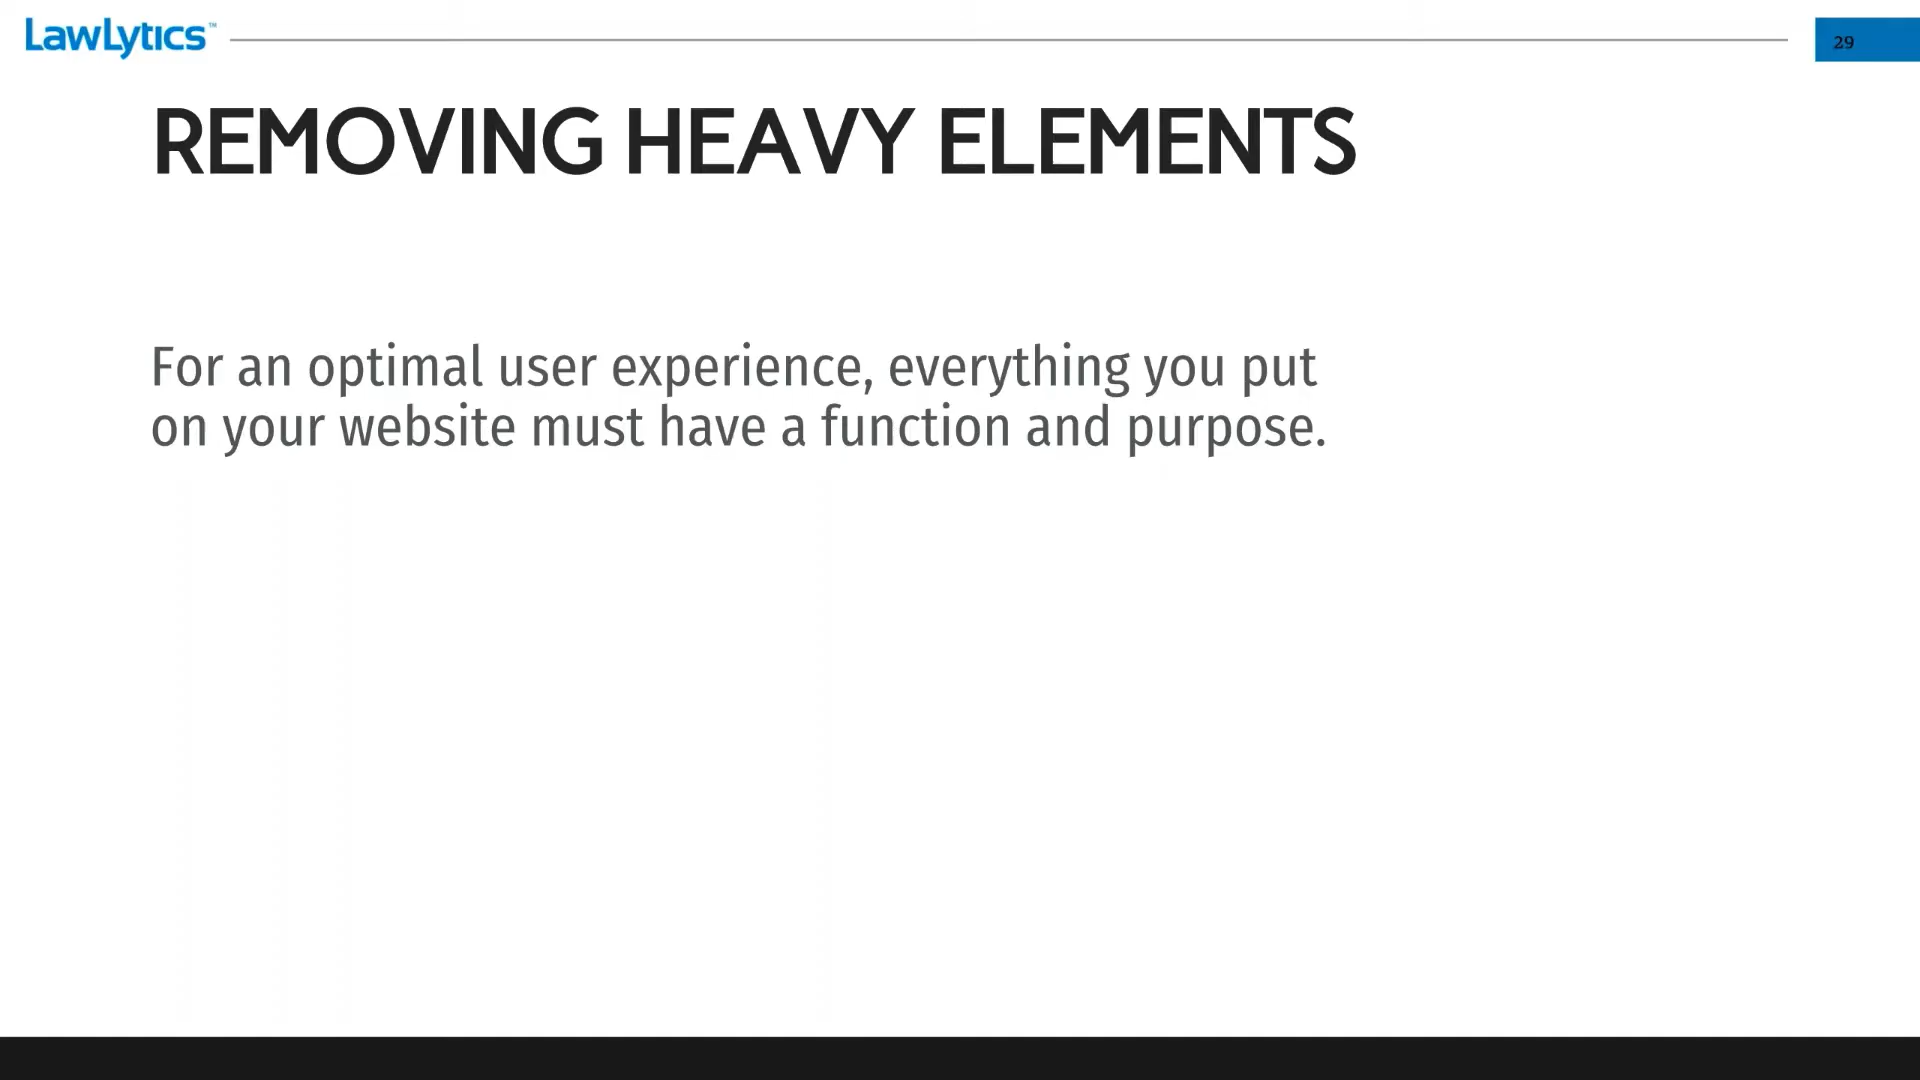 LawLytics™
29
REMOVING HEAVY ELEMENTS
For an optimal user experience, everything you put
on your website must have a function and purpose.